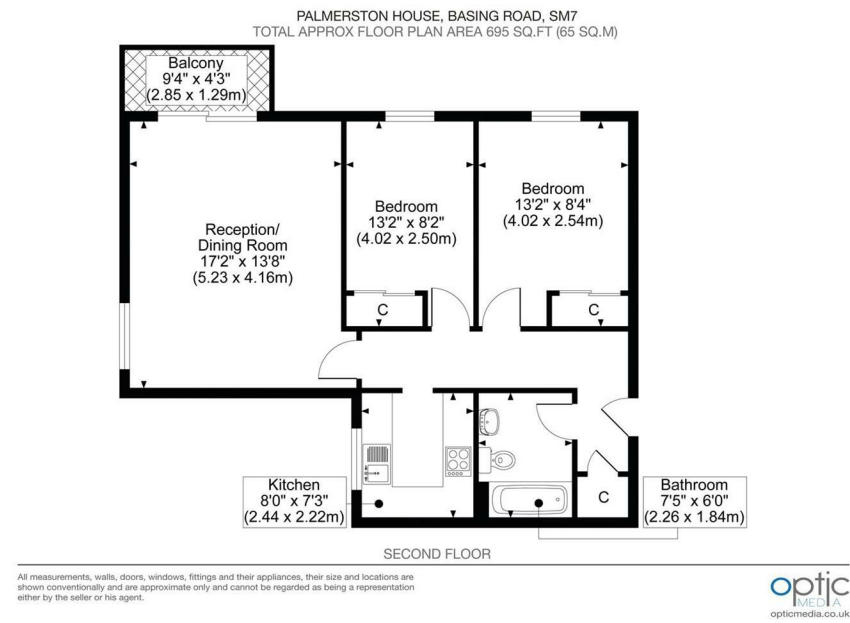 PALMERSTON HOUSE, BASING ROAD, SM7
TOTAL APPROX FLOOR PLAN AREA 695 SQ.FT (65 SQ.M)
Balcony
9'4" x 4'3"
(2.85 x 1.29m)
Reception/
Dining Room
17'2" x 13'8"
(5.23 x 4.16m)
Bedroom
13'2" x 8'2"
(4.02 x 2.50m)
Bedroom
13'2" x 8'4"
(4.02 x 2.54m)
C
C
Kitchen
8'0" x 7'3"
(2.44 x 2.22m)
C
Bathroom
7'5" x 6'0"
(2.26 x 1.84m)
SECOND FLOOR
All measurements, walls, doors, windows, fittings and their appliances, their size and locations are
shown conventionally and are approximate only and cannot be regarded as being a representation
either by the seller or his agent.
optic
MEDIA
opticmedia.co.uk